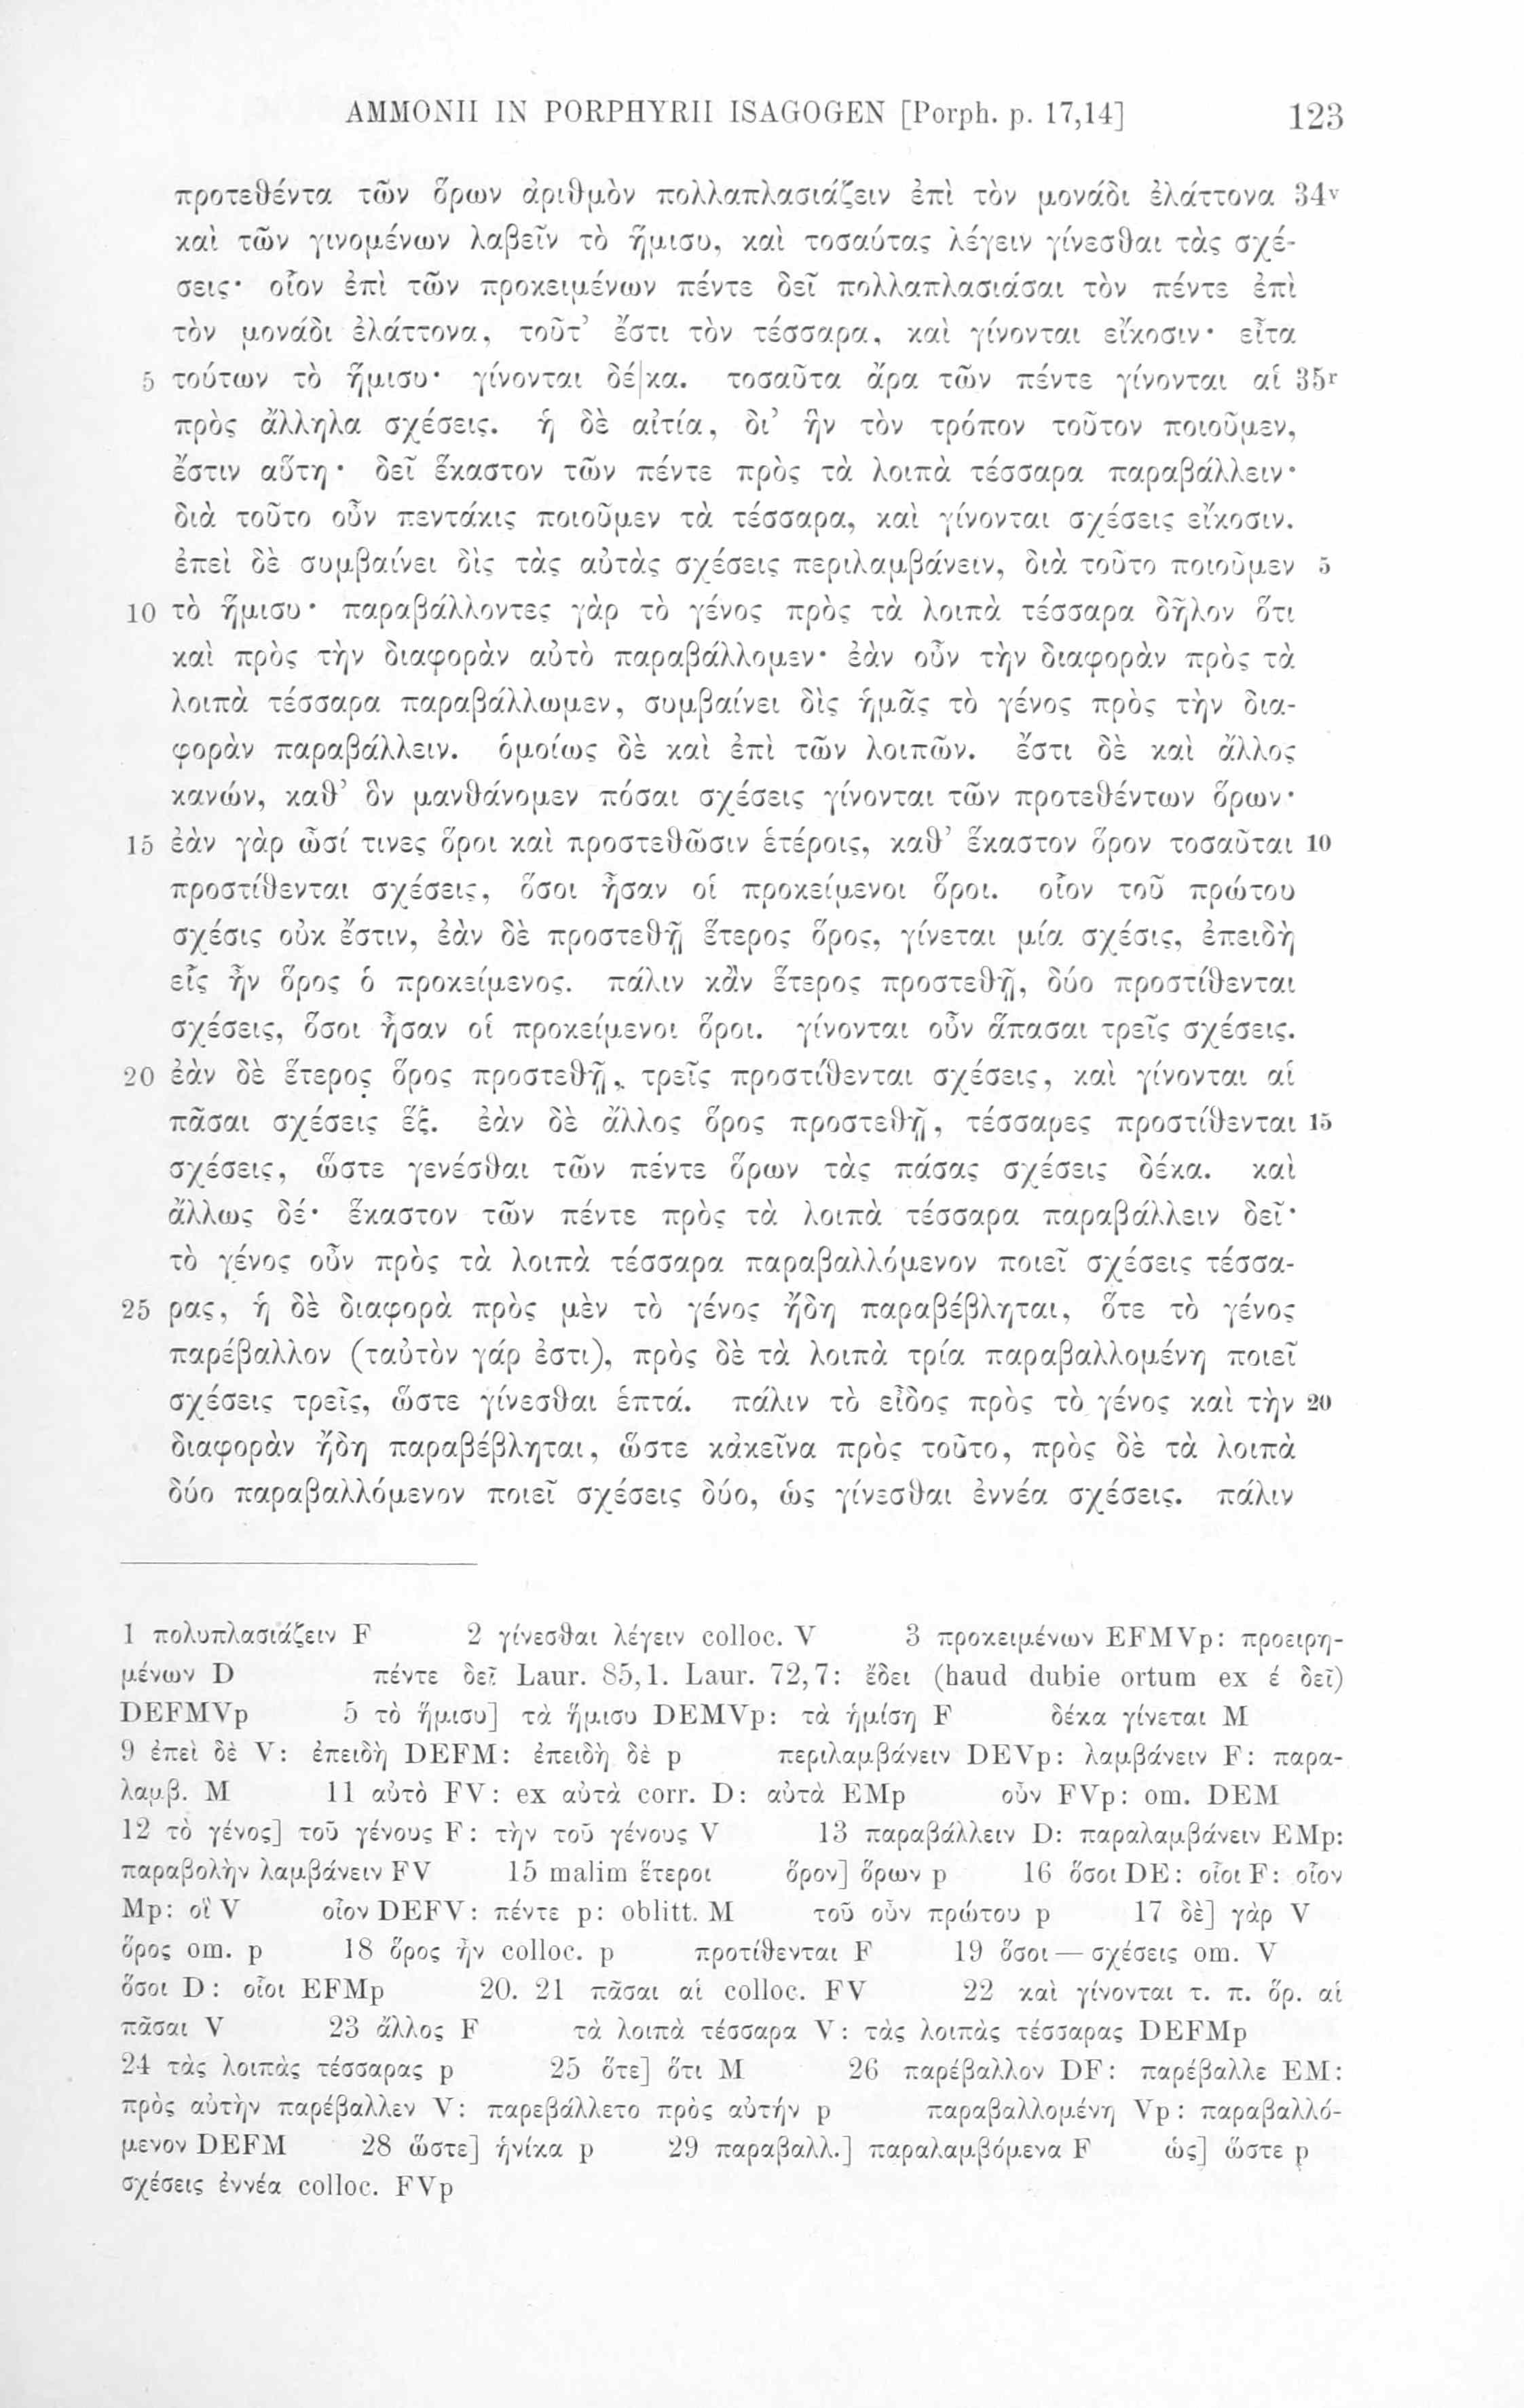 AMMONII IN PORPHYRII ISAGOGEN [Porph. p. 17,14] 123
προτεθέντα τῶν ὅρων ἀριθμὸν πολλαπλασιάζειν ἐπὶ τὸν μονάδι ἐλάττονα 34v
καὶ τῶν γινομένων λαβεῖν τὸ ἥμισυ, καὶ τοσαύτας λέγειν γίνεσθαι τὰς σχέ-
σεις· οἷον ἐπὶ τῶν προκειμένων πέντε δεῖ πολλαπλασιάσαι τὸν πέντε ἐπὶ
τὸν μονάδι ἐλάττονα, τοῦτ’ ἔστι τὸν τέσσαρα, καὶ γίνονται εἴκοσιν· εἶτα
5 τούτων τὸ ἥμισυ· γίνονται δέ|κα. τοσαῦτα ἄρα τῶν πέντε γίνονται αἱ 35r
πρὸς ἄλληλα σχέσεις. ἡ δὲ αἰτία, δι’ ἣν τὸν τρόπον τοῦτον ποιοῦμεν,
ἔστιν αὕτη· δεῖ ἕκαστον τῶν πέντε πρὸς τὰ λοιπὰ τέσσαρα παραβάλλειν·
διὰ τοῦτο οὖν πεντάκις ποιοῦμεν τὰ τέσσαρα, καὶ γίνονται σχέσεις εἴκοσιν.
ἐπεὶ δὲ συμβαίνει δὶς τὰς αὐτὰς σχέσεις περιλαμβάνειν, διὰ τοῦτο ποιοῦμεν 5
10 τὸ ἥμισυ· παραβάλλοντες γὰρ τὸ γένος πρὸς τὰ λοιπὰ τέσσαρα δῆλον ὅτι
καὶ πρὸς τὴν διαφορὰν αὐτὸ παραβάλλομεν· ἐὰν οὖν τὴν διαφορὰν πρὸς τὰ
λοιπὰ τέσσαρα παραβάλλωμεν, συμβαίνει δὶς ἡμᾶς τὸ γένος πρὸς τὴν δια-
φορὰν παραβάλλειν. ὁμοίως δὲ καὶ ἐπὶ τῶν λοιπῶν. ἔστι δὲ καὶ ἄλλος
κανών, καθ’ ὃν μανθάνομεν πόσαι σχέσεις γίνονται τῶν προτεθέντων ὅρων·
15 ἐὰν γὰρ ὦσί τινες ὅροι καὶ προστεθῶσιν ἑτέροις, καθ’ ἕκαστον ὅρον τοσαῦται 10
προστίθενται σχέσεις, ὅσοι ἦσαν οἱ προκείμενοι ὅροι. οἷον τοῦ πρώτου
σχέσις οὐκ ἔστιν, ἐὰν δὲ προστεθῇ ἕτερος ὅρος, γίνεται μία σχέσις, ἐπειδὴ
εἷς ἦν ὅρος ὁ προκείμενος. πάλιν κἂν ἕτερος προστεθῇ, δύο προστίθενται
σχέσεις, ὅσοι ἦσαν οἱ προκείμενοι ὅροι. γίνονται οὖν ἅπασαι τρεῖς σχέσεις.
20 ἐὰν δὲ ἕτερος ὅρος προστεθῇ, τρεῖς προστίθενται σχέσεις, καὶ γίνονται αἱ
πᾶσαι σχέσεις ἕξ. ἐὰν δὲ ἄλλος ὅρος προστεθῇ, τέσσαρες προστίθενται 15
σχέσεις, ὥστε γενέσθαι τῶν πέντε ὅρων τὰς πάσας σχέσεις δέκα. καὶ
ἄλλως δέ· ἕκαστον τῶν πέντε πρὸς τὰ λοιπὰ τέσσαρα παραβάλλειν δεῖ·
τὸ γένος οὖν πρὸς τὰ λοιπὰ τέσσαρα παραβαλλόμενον ποιεῖ σχέσεις τέσσα-
25 ρας, ἡ δὲ διαφορὰ πρὸς μὲν τὸ γένος ἤδη παραβέβληται, ὅτε τὸ γένος
παρέβαλλον (ταὐτὸν γάρ ἐστι), πρὸς δὲ τὰ λοιπὰ τρία παραβαλλομένη ποιεῖ
σχέσεις τρεῖς, ὥστε γίνεσθαι ἑπτά. πάλιν τὸ εἶδος πρὸς τὸ γένος καὶ τὴν 20
διαφορὰν ἤδη παραβέβληται, ὥστε κἀκεῖνα πρὸς τοῦτο, πρὸς δὲ τὰ λοιπὰ
δύο παραβαλλόμενον ποιεῖ σχέσεις δύο, ὡς γίνεσθαι ἐννέα σχέσεις. πάλιν
1 πολυπλασιάζειν F 2 γίνεσθαι λέγειν colloc. V 3 προκειμένων EFMVp: προειρη-
μένων D πέντε δεῖ Laur. 85,1. Laur. 72,7: ἔδει (haud dubie ortum ex έ δεῖ)
DEFMVp 5 τὸ ἥμισυ] τὰ ἥμισυ DEMVp: τὰ ἡμίση F δέκα γίνεται M
9 ἐπεὶ δὲ V: ἐπειδὴ DEFM: ἐπειδὴ δὲ p περιλαμβάνειν DEVp: λαμβάνειν F: παρα-
λαμβ. M 11 αὐτὸ FV: ex αὐτὰ corr. D: αὐτὰ EMp οὖν FVp: om. DEM
12 τὸ γένος] τοῦ γένους F: τὴν τοῦ γένους V 13 παραβάλλειν D: παραλαμβάνειν EMp:
παραβολὴν λαμβάνειν FV 15 malim ἕτεροι ὅρον] ὅρων p 16 ὅσοι DE: οἷοι F: οἷον
Mp: οἳ V οἷον DEFV: πέντε p: oblitt. M τοῦ οὖν πρώτου p 17 δὲ] γὰρ V
ὅρος om. p 18 ὅρος ἦν colloc. p προτίθενται F 19 ὅσοι — σχέσεις om. V
ὅσοι D: οἷοι EFMp 20. 21 πᾶσαι αἱ colloc. FV 22 καὶ γίνονται τ. π. ὅρ. αἱ
πᾶσαι V 23 ἄλλος F τὰ λοιπὰ τέσσαρα V: τὰς λοιπὰς τέσσαρας DEFMp
24 τὰς λοιπὰς τέσσαρας p 25 ὅτε] ὅτι M 26 παρέβαλλον DF: παρέβαλλε EM:
πρὸς αὐτὴν παρέβαλλεν V: παρεβάλλετο πρὸς αὐτήν p παραβαλλομένη Vp: παραβαλλό-
μενον DEFM 28 ὥστε] ἡνίκα p 29 παραβαλλ.] παραλαμβόμενα F ὡς] ὥστε p
σχέσεις ἐννέα colloc. FVp